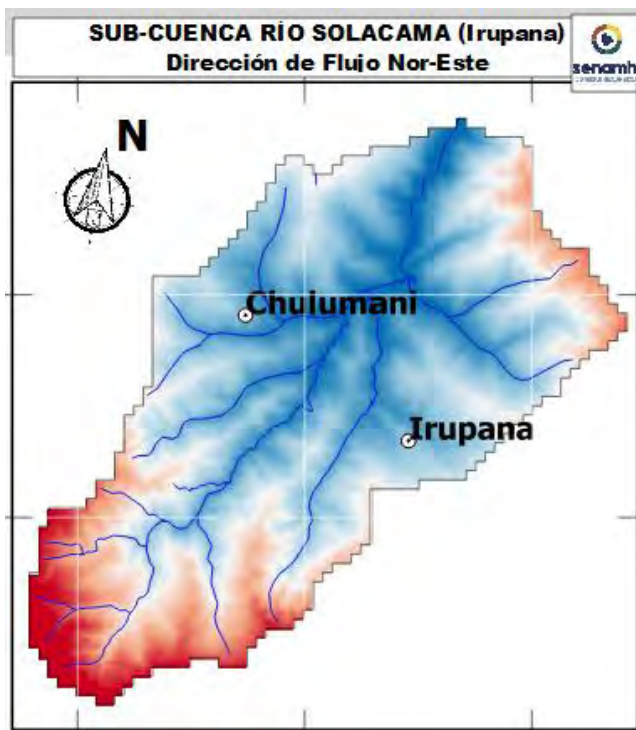 SUB-CUENCA RÍO SOLACAMA (Irupana)
Dirección de Flujo Nor-Este
senamhi
N
Chulumani
Irupana